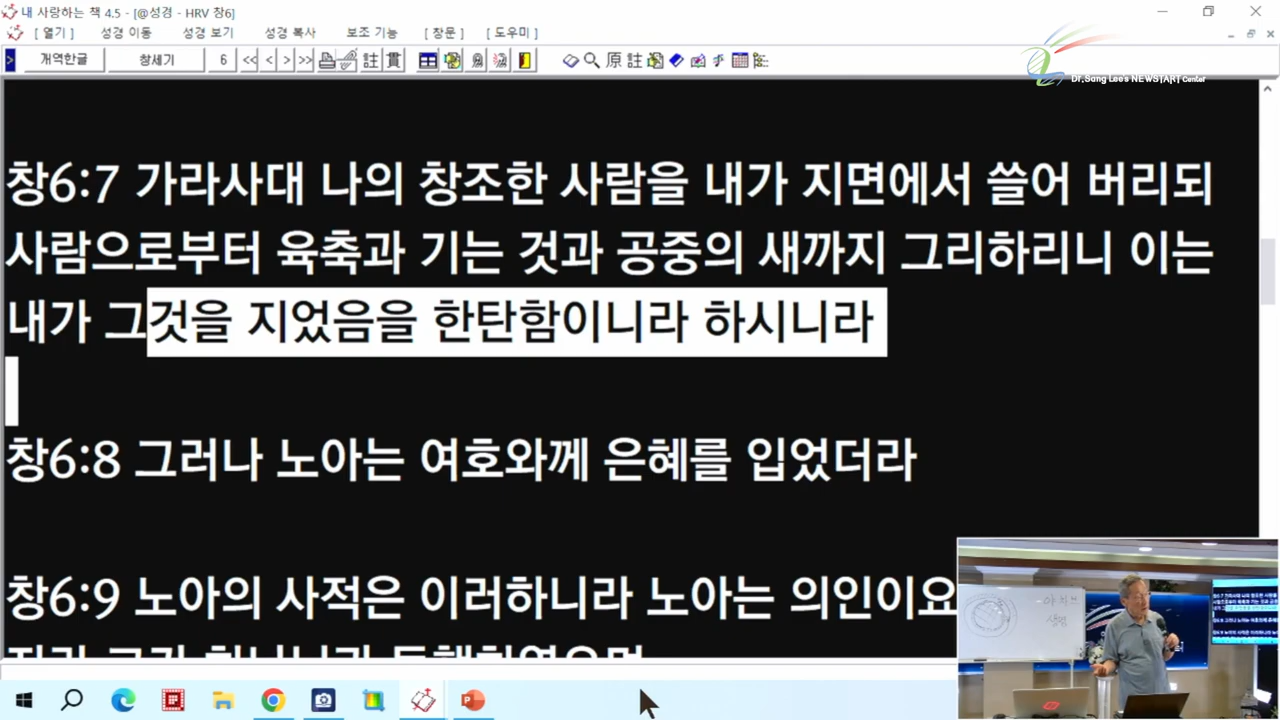 내 사랑하는 책 4.5 - [@성경 - HRV 창6]
[ 열기 ] 성경 이동 성경 보기 성경 복사 보조 기능 [ 창문 ] [ 도우미 ]
개역한글 창세기 6 << < > >> 註 貫 原 註
Dr.Sang Lee's NEWSTART Center
창6:7 가라사대 나의 창조한 사람을 내가 지면에서 쓸어 버리되
사람으로부터 육축과 기는 것과 공중의 새까지 그리하리니 이는
내가 그것을 지었음을 한탄함이니라 하시니라
창6:8 그러나 노아는 여호와께 은혜를 입었더라
창6:9 노아의 사적은 이러하니라 노아는 의인이요
생명